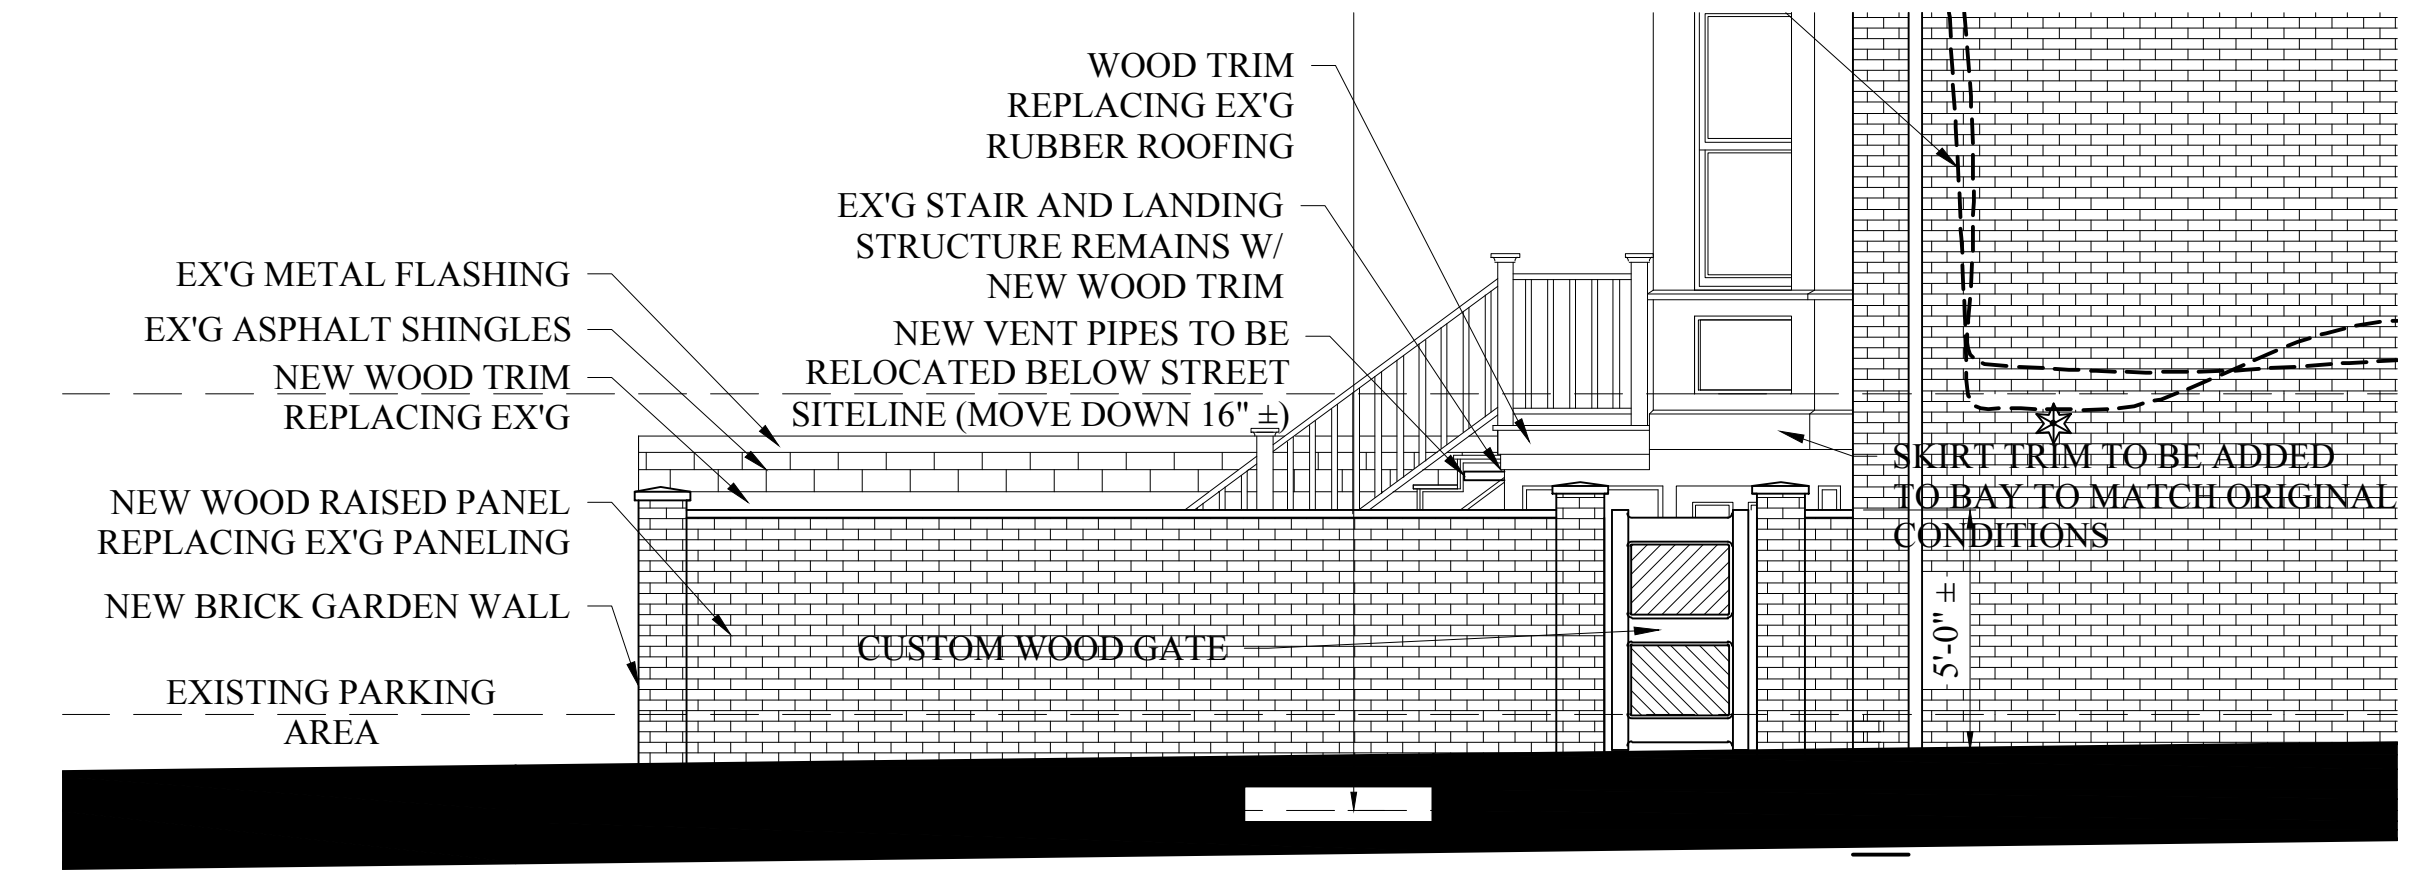 WOOD TRIM
REPLACING EX'G
RUBBER ROOFING
EX'G STAIR AND LANDING
STRUCTURE REMAINS W/
NEW WOOD TRIM
NEW VENT PIPES TO BE
RELOCATED BELOW STREET
SITELINE (MOVE DOWN 16" ±)
EX'G METAL FLASHING
EX'G ASPHALT SHINGLES
NEW WOOD TRIM
REPLACING EX'G
NEW WOOD RAISED PANEL
REPLACING EX'G PANELING
NEW BRICK GARDEN WALL
EXISTING PARKING
AREA
CUSTOM WOOD GATE
SKIRT TRIM TO BE ADDED
TO BAY TO MATCH ORIGINAL
CONDITIONS
5'-0" ±